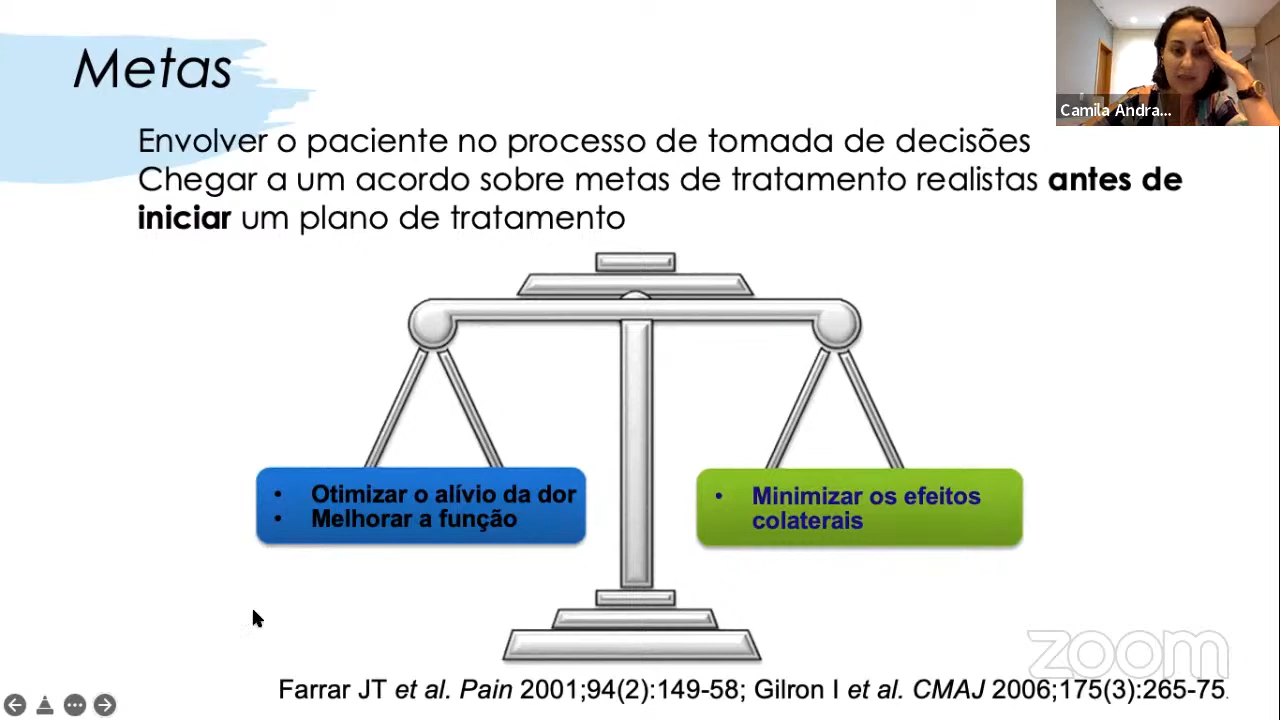 Metas
Camila Andra...
Envolver o paciente no processo de tomada de decisões
Chegar a um acordo sobre metas de tratamento realistas antes de
iniciar um plano de tratamento
• Otimizar o alívio da dor
• Melhorar a função
• Minimizar os efeitos
colaterais
zoom
Farrar JT et al. Pain 2001;94(2):149-58; Gilron I et al. CMAJ 2006;175(3):265-75.